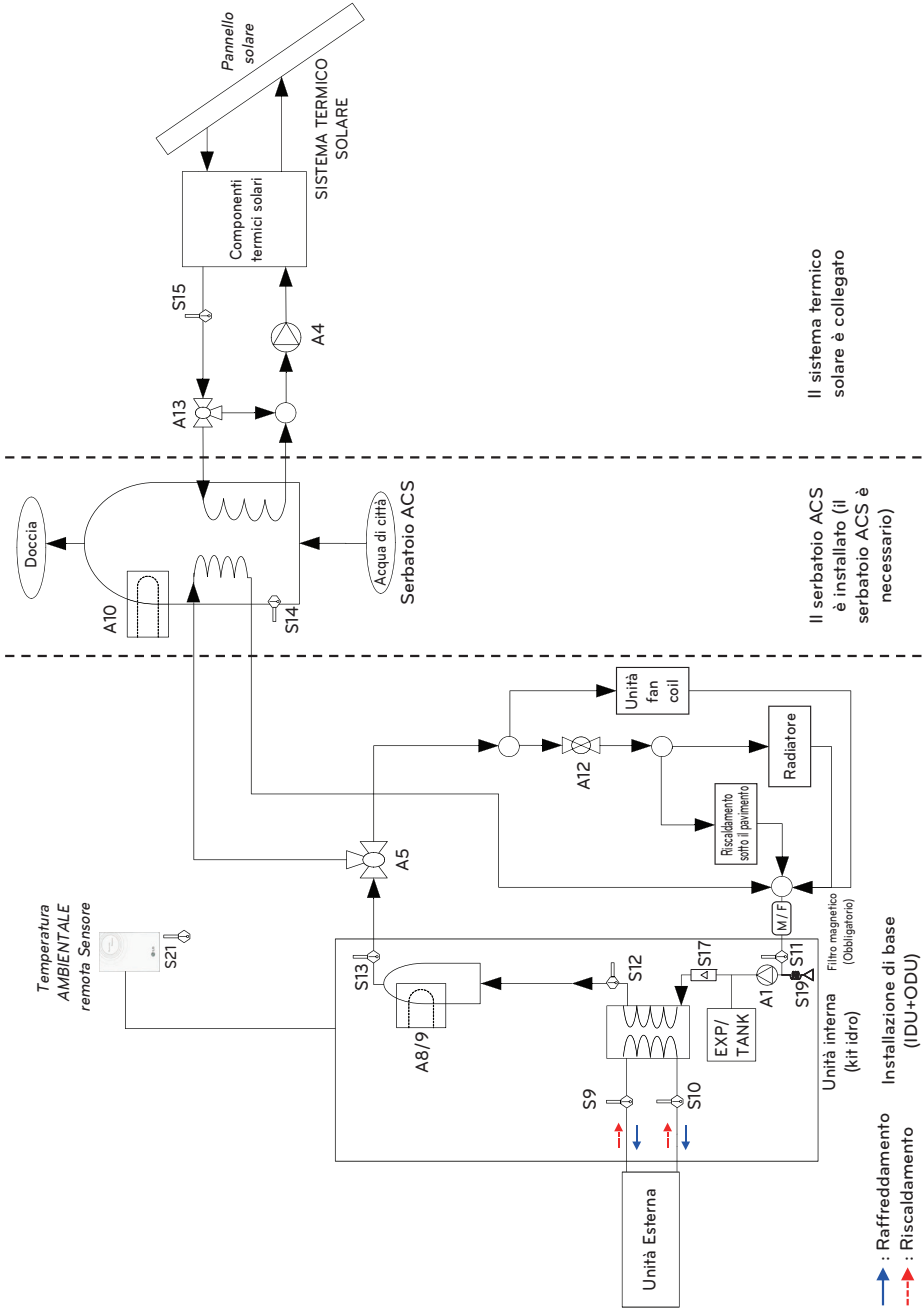 Pannello
solare
SISTEMA TERMICO
SOLARE
Componenti
termici solari
S15
A4
A13
Il sistema termico
solare è collegato
Doccia
A10
S14
Acqua di città
Serbatoio ACS
Il serbatoio ACS
è installato (il
serbatoio ACS è
necessario)
Temperatura
AMBIENTALE
remota Sensore
S21
A5
A12
Unità
fan
coil
Radiatore
Riscaldamento
sotto il pavimento
M/F
Filtro magnetico
(Obbligatorio)
S13
A8/9
S12
S17
S11
A1
S19
EXP/
TANK
S9
S10
Unità interna
(kit idro)
Unità Esterna
Installazione di base
(IDU+ODU)
: Raffreddamento
: Riscaldamento